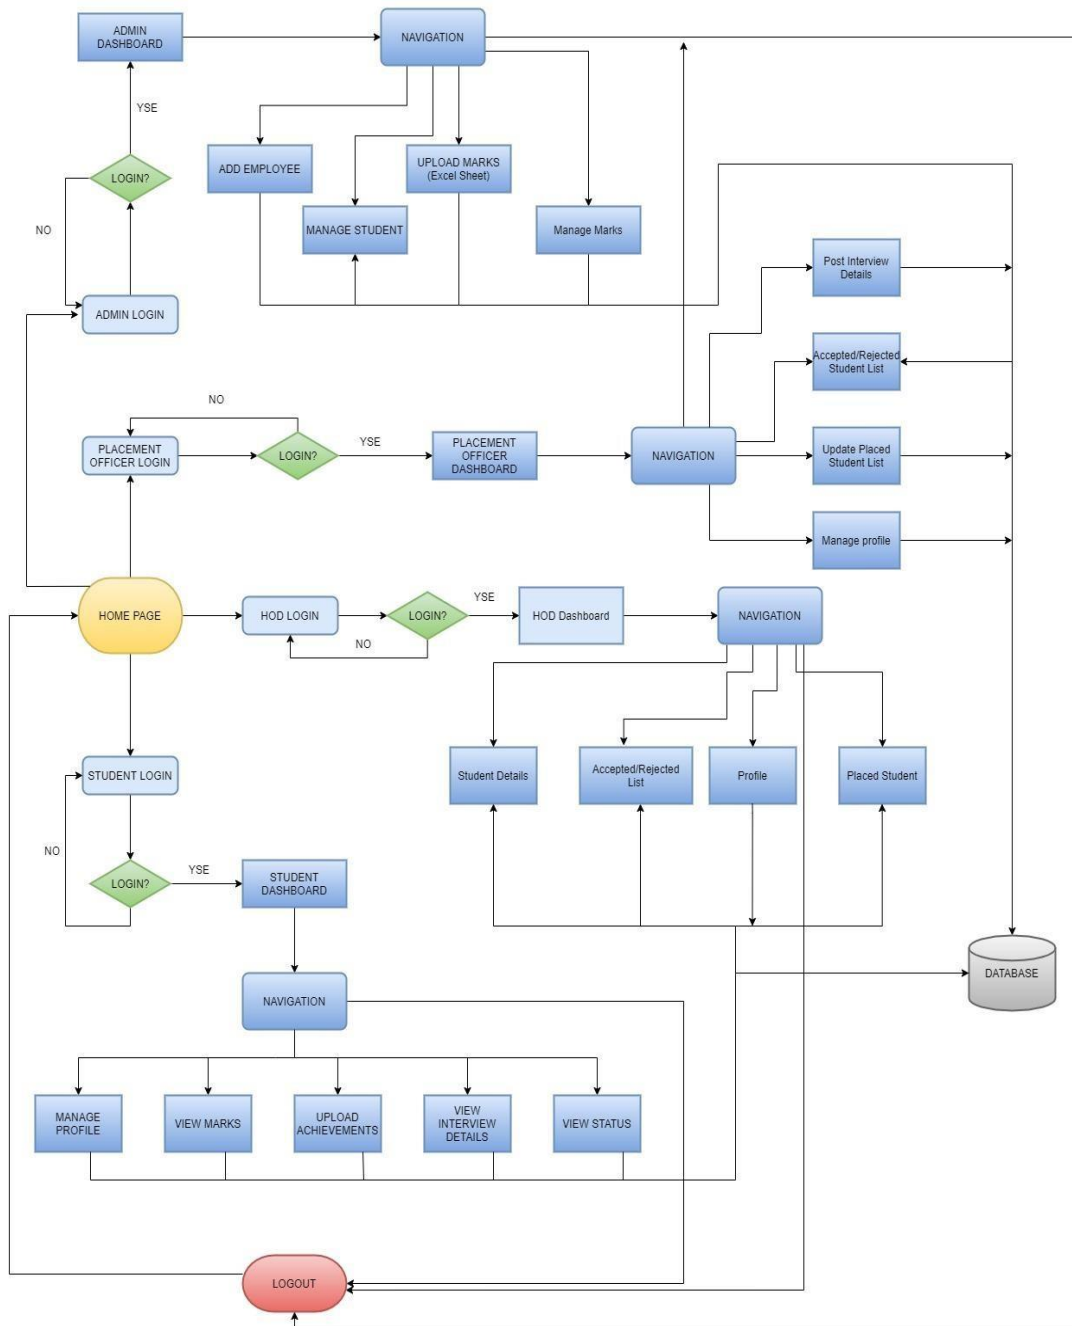 ADMIN
DASHBOARD
NAVIGATION
YSE
ADD EMPLOYEE
UPLOAD MARKS
(Excel Sheet)
LOGIN?
MANAGE STUDENT
Manage Marks
NO
Post Interview
Details
ADMIN LOGIN
Accepted/Rejected
Student List
NO
PLACEMENT
OFFICER LOGIN
LOGIN?
YSE
PLACEMENT
OFFICER
DASHBOARD
NAVIGATION
Update Placed
Student List
Manage profile
HOME PAGE
HOD LOGIN
LOGIN?
YSE
NO
HOD Dashboard
NAVIGATION
Student Details
Accepted/Rejected
List
Profile
Placed Student
STUDENT LOGIN
NO
LOGIN?
YSE
STUDENT
DASHBOARD
DATABASE
NAVIGATION
MANAGE
PROFILE
VIEW MARKS
UPLOAD
ACHIEVEMENTS
VIEW
INTERVIEW
DETAILS
VIEW STATUS
LOGOUT